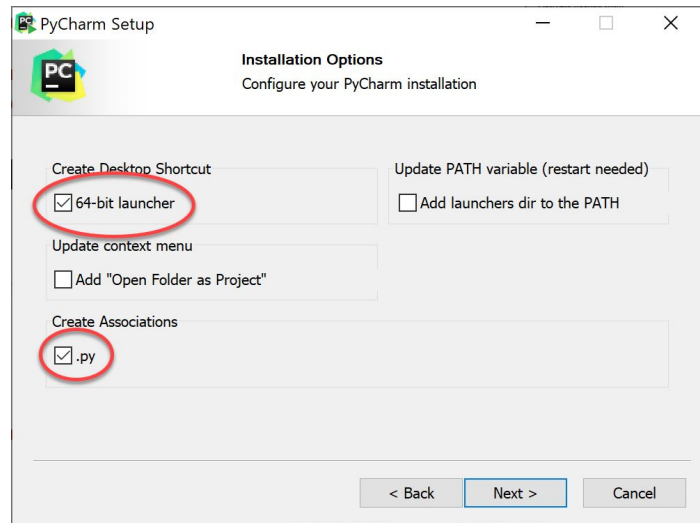 PyCharm Setup
PC
Installation Options
Configure your PyCharm installation
Create Desktop Shortcut
64-bit launcher
Update PATH variable (restart needed)
Add launchers dir to the PATH
Update context menu
Add "Open Folder as Project"
Create Associations
.py
< Back
Next >
Cancel